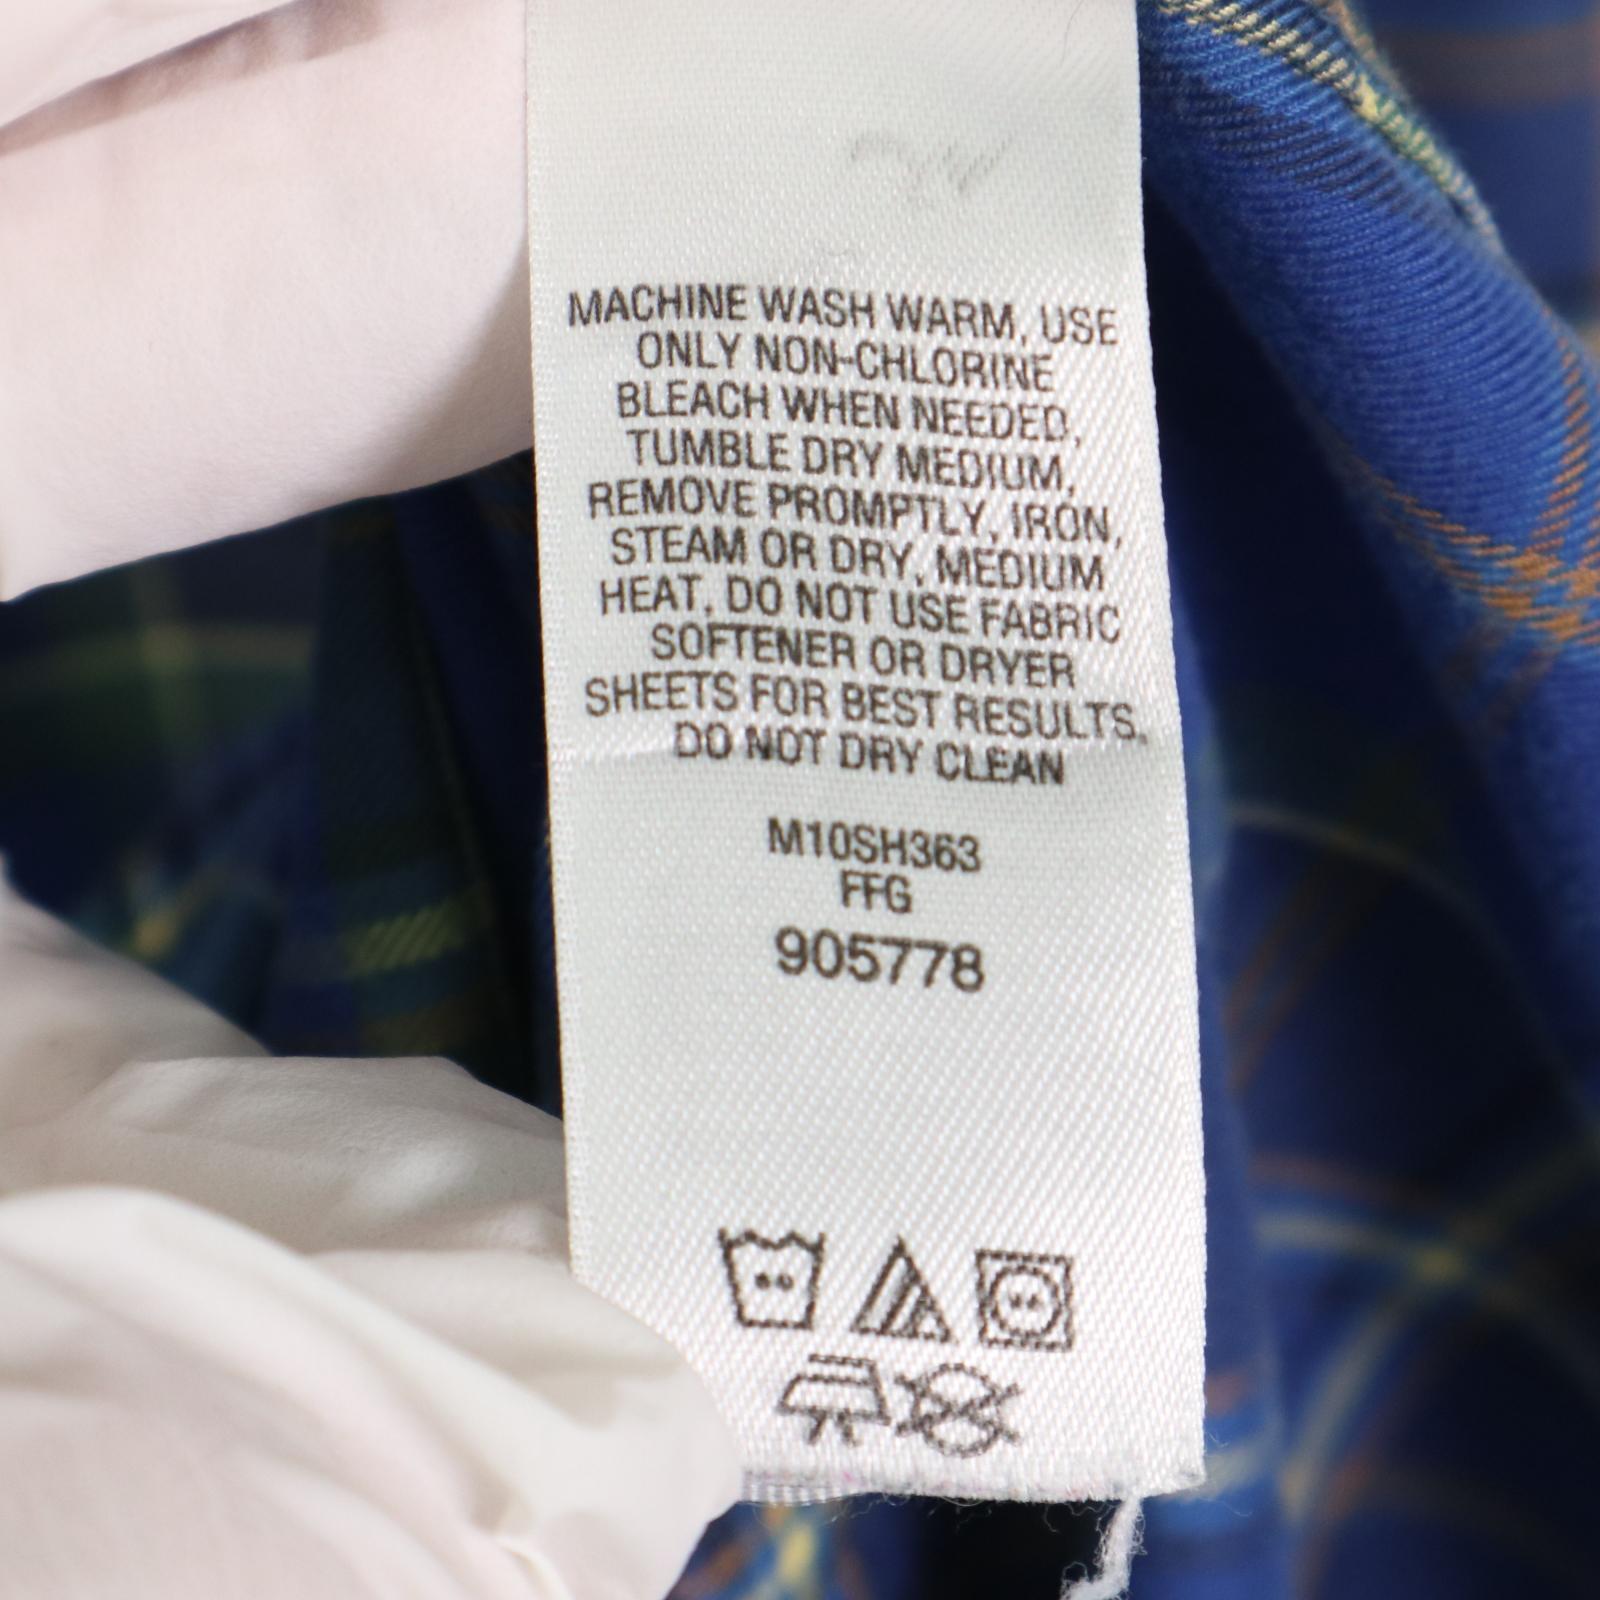 MACHINE WASH WARM, USE
ONLY NON-CHLORINE
BLEACH WHEN NEEDED,
TUMBLE DRY MEDIUM,
REMOVE PROMPTLY, IRON,
STEAM OR DRY, MEDIUM
HEAT, DO NOT USE FABRIC
SOFTENER OR DRYER
SHEETS FOR BEST RESULTS,
DO NOT DRY CLEAN
M10SH363
FFG
905778